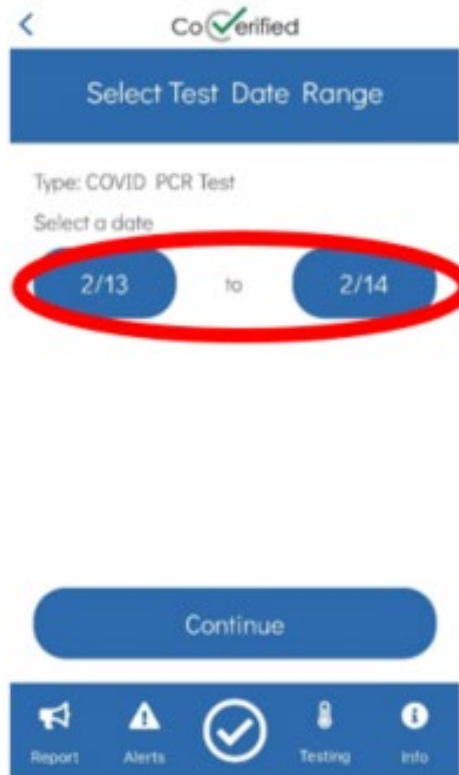 CoVerified
Select Test Date Range
Type: COVID PCR Test
Select a date
2/13 to 2/14
Continue
Report Alerts Testing Info